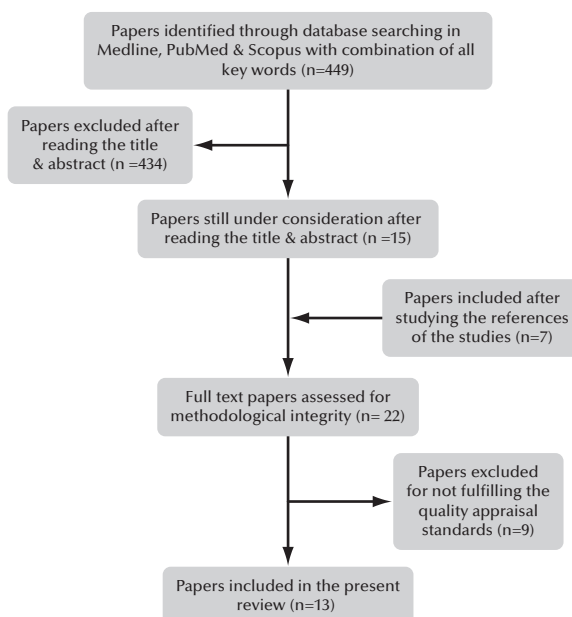 Papers identified through database searching in
Medline, PubMed & Scopus with combination of all
key words (n=449)
Papers excluded after
reading the title
& abstract (n =434)
Papers still under consideration after
reading the title & abstract (n =15)
Papers included after
studying the references
of the studies (n=7)
Full text papers assessed for
methodological integrity (n= 22)
Papers excluded
for not fulfilling the
quality appraisal
standards (n=9)
Papers included in the present
review (n=13)